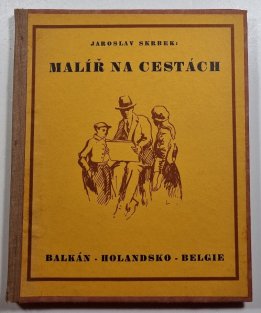 JAROSLAV SKRBEK:
MALÍŘ NA CESTÁCH
BALKÁN - HOLANDSKO - BELGIE